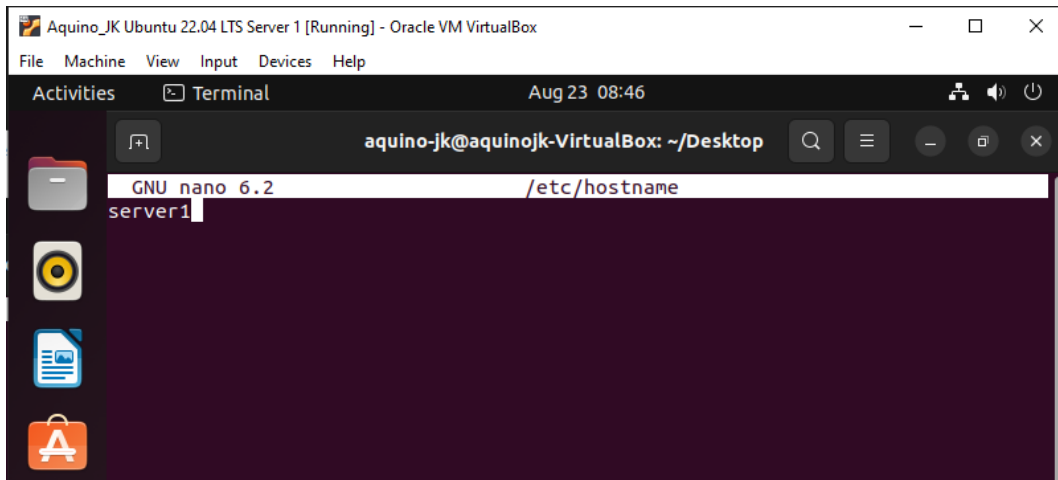 Aquino_JK Ubuntu 22.04 LTS Server 1 [Running] - Oracle VM VirtualBox
File Machine View Input Devices Help
Activities Terminal Aug 23 08:46
aquino-jk@aquinojk-VirtualBox: ~/Desktop
GNU nano 6.2 /etc/hostname
server1